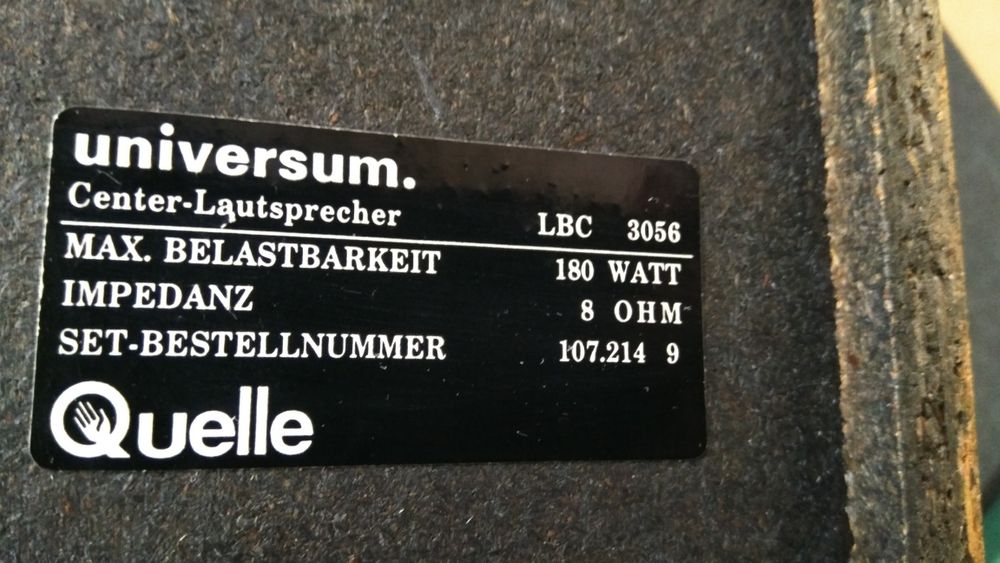 universum.
Center-Lautsprecher LBC 3056
MAX. BELASTBARKEIT 180 WATT
IMPEDANZ 8 OHM
SET-BESTELLNUMMER 107.214 9
Quelle